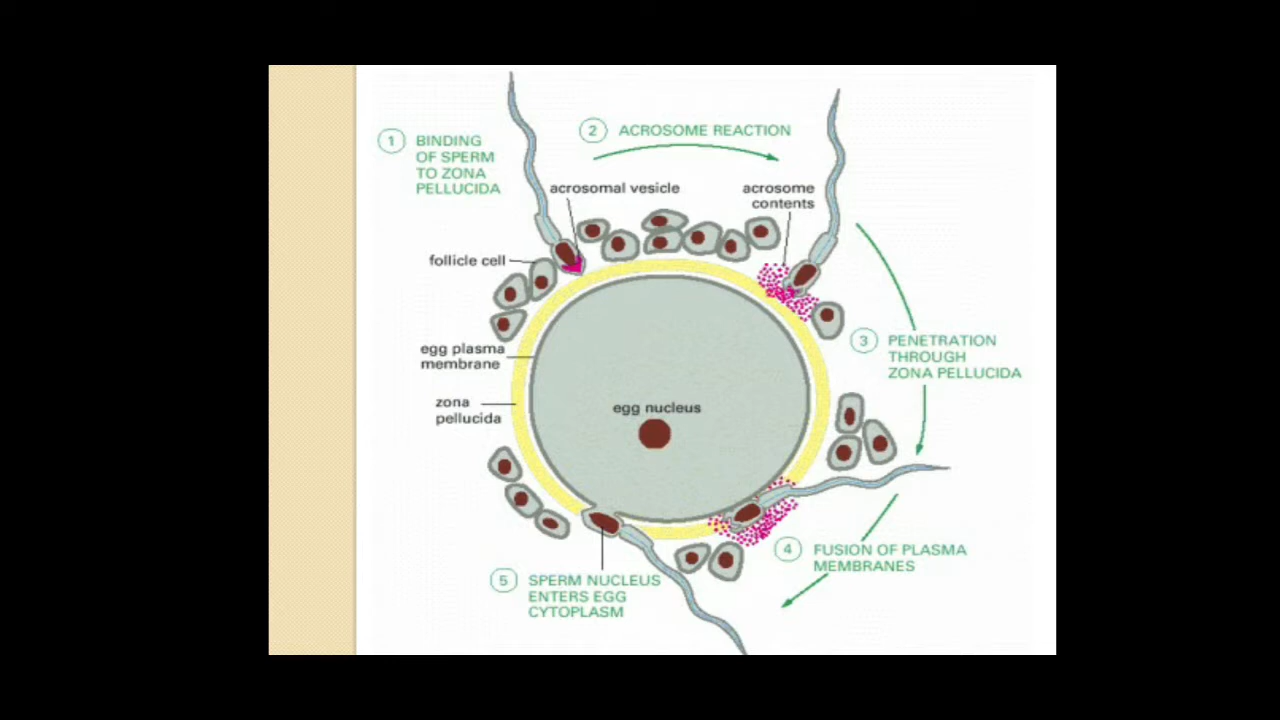 1 BINDING
OF SPERM
TO ZONA
PELLUCIDA
2 ACROSOME REACTION
acrosomal vesicle
acrosome
contents
follicle cell
egg plasma
membrane
zona
pellucida
egg nucleus
3 PENETRATION
THROUGH
ZONA PELLUCIDA
4 FUSION OF PLASMA
MEMBRANES
5 SPERM NUCLEUS
ENTERS EGG
CYTOPLASM